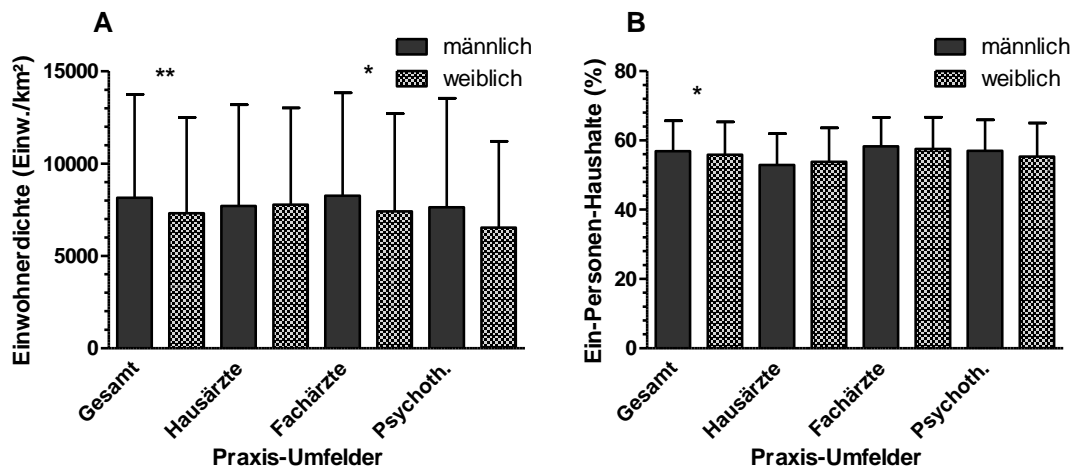 A
männlich
weiblich
Einwohnerdichte (Einw./km²)
15000
10000
5000
0
**
*
Gesamt
Hausärzte
Fachärzte
Psychoth.
Praxis-Umfelder
B
männlich
weiblich
Ein-Personen-Haushalte (%)
80
60
40
20
0
*
Gesamt
Hausärzte
Fachärzte
Psychoth.
Praxis-Umfelder